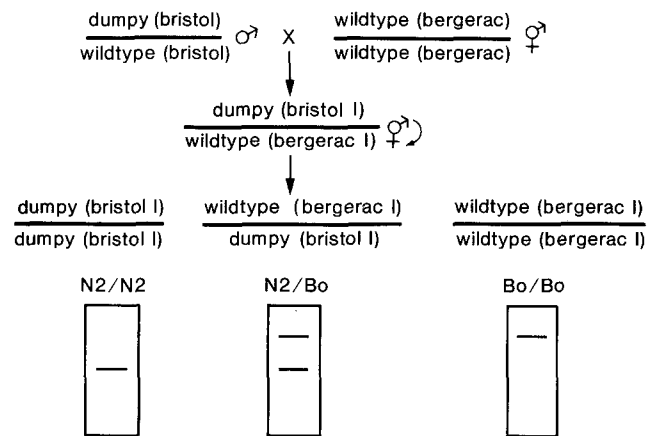 dumpy (bristol)
wildtype (bristol)
♂
X
wildtype (bergerac)
wildtype (bergerac)
⚥
dumpy (bristol I)
wildtype (bergerac I)
⚥
dumpy (bristol I)
dumpy (bristol I)
wildtype (bergerac I)
dumpy (bristol I)
wildtype (bergerac I)
wildtype (bergerac I)
N2/N2
N2/Bo
Bo/Bo